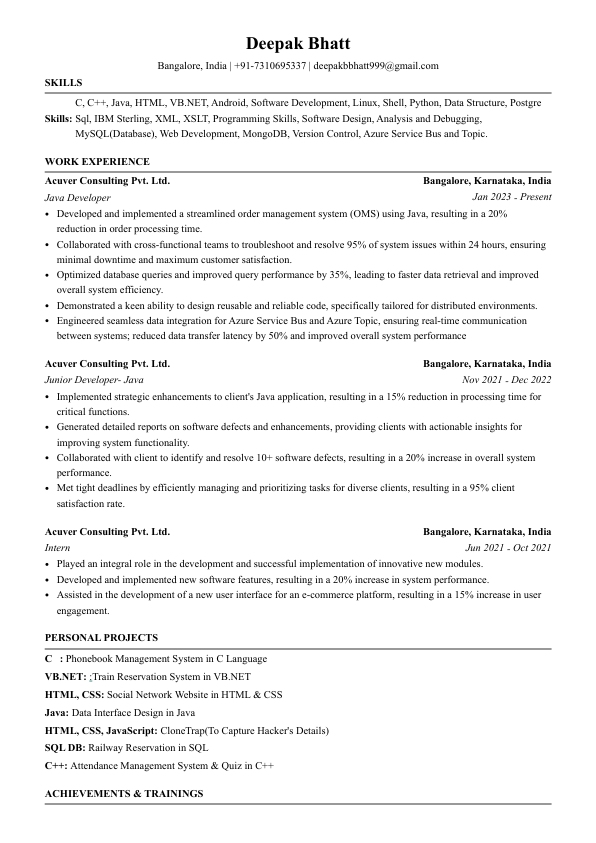 Deepak Bhatt
Bangalore, India | +91-7310695337 | deepakbbhatt999@gmail.com
SKILLS
C, C++, Java, HTML, VB.NET, Android, Software Development, Linux, Shell, Python, Data Structure, Postgre
Skills: Sql, IBM Sterling, XML, XSLT, Programming Skills, Software Design, Analysis and Debugging,
MySQL(Database), Web Development, MongoDB, Version Control, Azure Service Bus and Topic.
WORK EXPERIENCE
Acuver Consulting Pvt. Ltd. Bangalore, Karnataka, India
Java Developer Jan 2023 - Present
• Developed and implemented a streamlined order management system (OMS) using Java, resulting in a 20%
reduction in order processing time.
• Collaborated with cross-functional teams to troubleshoot and resolve 95% of system issues within 24 hours, ensuring
minimal downtime and maximum customer satisfaction.
• Optimized database queries and improved query performance by 35%, leading to faster data retrieval and improved
overall system efficiency.
• Demonstrated a keen ability to design reusable and reliable code, specifically tailored for distributed environments.
• Engineered seamless data integration for Azure Service Bus and Azure Topic, ensuring real-time communication
between systems; reduced data transfer latency by 50% and improved overall system performance
Acuver Consulting Pvt. Ltd. Bangalore, Karnataka, India
Junior Developer- Java Nov 2021 - Dec 2022
• Implemented strategic enhancements to client's Java application, resulting in a 15% reduction in processing time for
critical functions.
• Generated detailed reports on software defects and enhancements, providing clients with actionable insights for
improving system functionality.
• Collaborated with client to identify and resolve 10+ software defects, resulting in a 20% increase in overall system
performance.
• Met tight deadlines by efficiently managing and prioritizing tasks for diverse clients, resulting in a 95% client
satisfaction rate.
Acuver Consulting Pvt. Ltd. Bangalore, Karnataka, India
Intern Jun 2021 - Oct 2021
• Played an integral role in the development and successful implementation of innovative new modules.
• Developed and implemented new software features, resulting in a 20% increase in system performance.
• Assisted in the development of a new user interface for an e-commerce platform, resulting in a 15% increase in user
engagement.
PERSONAL PROJECTS
C : Phonebook Management System in C Language
VB.NET: ;Train Reservation System in VB.NET
HTML, CSS: Social Network Website in HTML & CSS
Java: Data Interface Design in Java
HTML, CSS, JavaScript: CloneTrap(To Capture Hacker's Details)
SQL DB: Railway Reservation in SQL
C++: Attendance Management System & Quiz in C++
ACHIEVEMENTS & TRAININGS